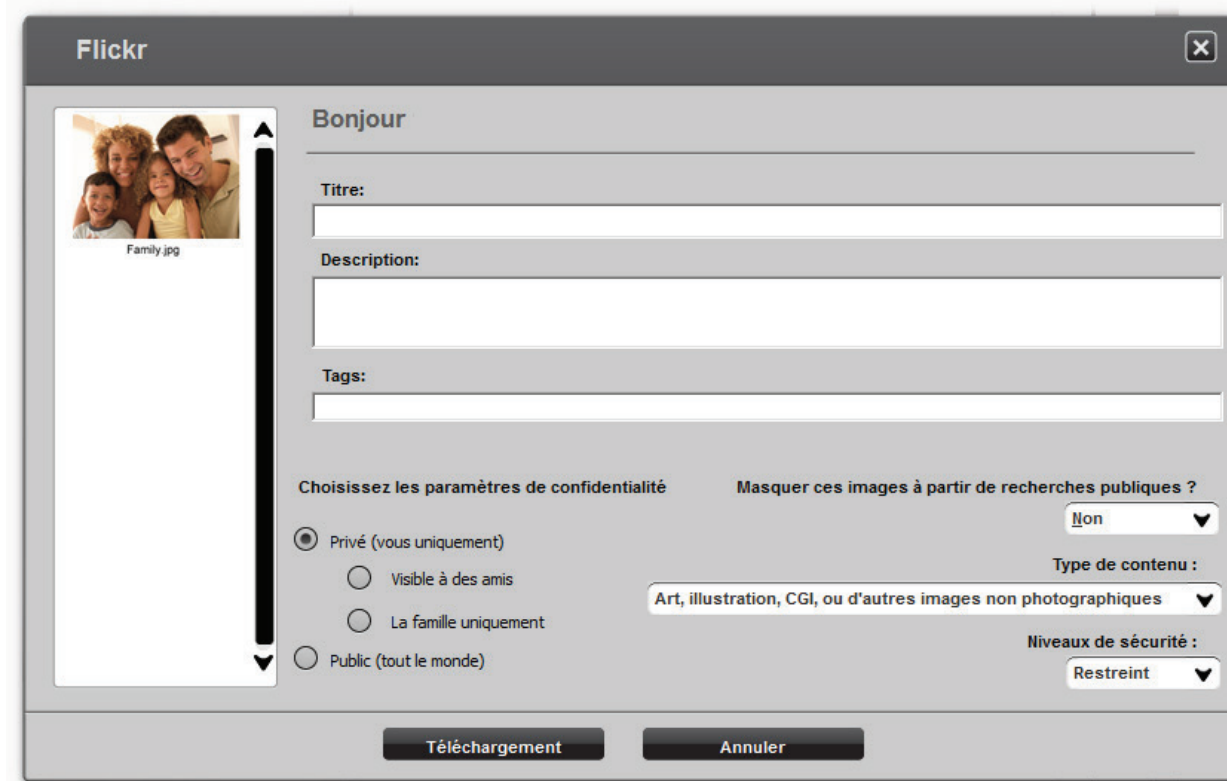 Flickr
Family.jpg
Bonjour
Titre:
Description:
Tags:
Choisissez les paramètres de confidentialité
Privé (vous uniquement)
Visible à des amis
La famille uniquement
Public (tout le monde)
Masquer ces images à partir de recherches publiques ?
Non
Type de contenu :
Art, illustration, CGI, ou d'autres images non photographiques
Niveaux de sécurité :
Restreint
Téléchargement
Annuler